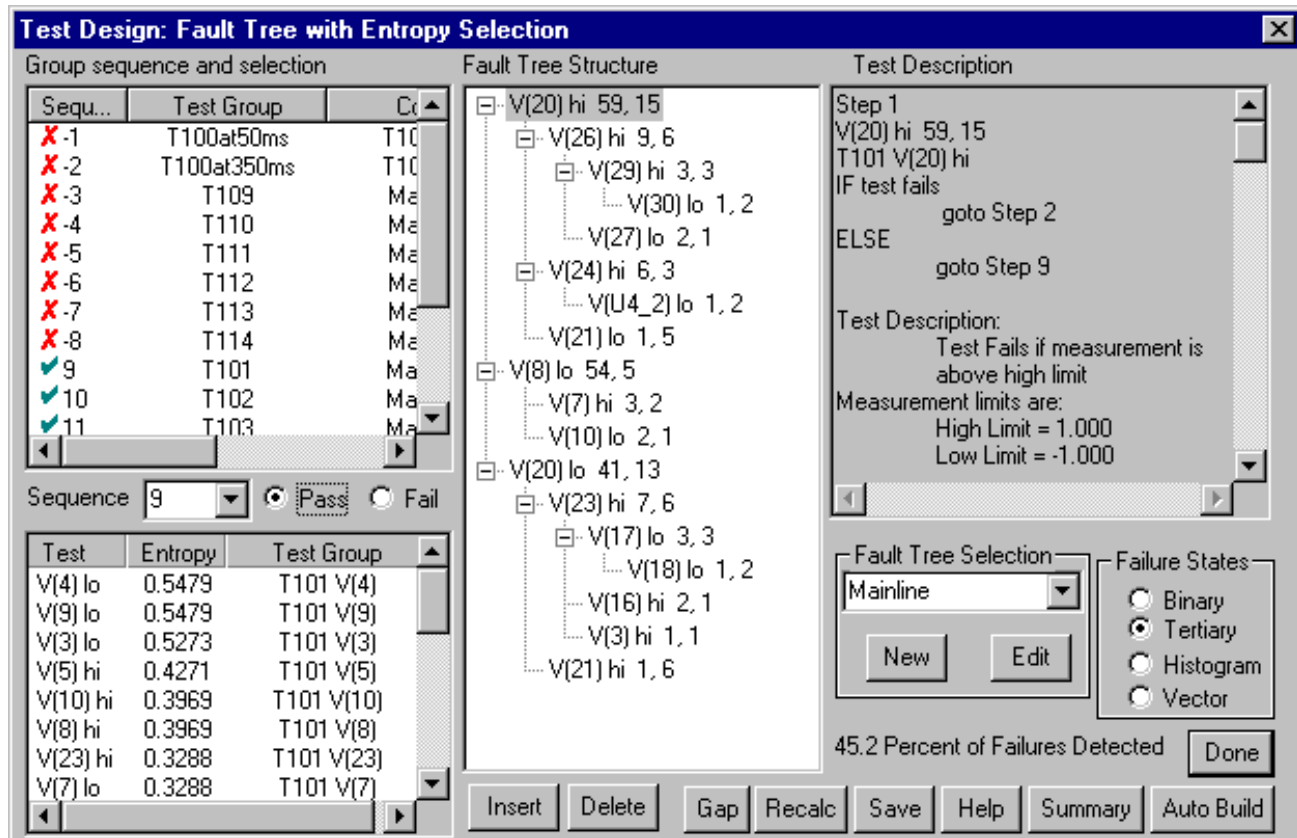 Test Design: Fault Tree with Entropy Selection
Group sequence and selection
Sequ... Test Group Co
-1 T100at50ms T10
-2 T100at350ms T10
-3 T109 Ma
-4 T110 Ma
-5 T111 Ma
-6 T112 Ma
-7 T113 Ma
-8 T114 Ma
9 T101 Ma
10 T102 Ma
11 T103 Ma
Sequence 9 Pass Fail
Test Entropy Test Group
V(4) lo 0.5479 T101 V(4)
V(9) lo 0.5479 T101 V(9)
V(3) lo 0.5273 T101 V(3)
V(5) hi 0.4271 T101 V(5)
V(10) hi 0.3969 T101 V(10)
V(8) hi 0.3969 T101 V(8)
V(23) hi 0.3288 T101 V(23)
V(7) lo 0.3288 T101 V(7)
Fault Tree Structure
V(20) hi 59, 15
V(26) hi 9, 6
V(29) hi 3, 3
V(30) lo 1, 2
V(27) lo 2, 1
V(24) hi 6, 3
V(U4_2) lo 1, 2
V(21) lo 1, 5
V(8) lo 54, 5
V(7) hi 3, 2
V(10) lo 2, 1
V(20) lo 41, 13
V(23) hi 7, 6
V(17) lo 3, 3
V(18) lo 1, 2
V(16) hi 2, 1
V(3) hi 1, 1
V(21) hi 1, 6
Test Description
Step 1
V(20) hi 59, 15
T101 V(20) hi
IF test fails
goto Step 2
ELSE
goto Step 9
Test Description:
Test Fails if measurement is
above high limit
Measurement limits are:
High Limit = 1.000
Low Limit = -1.000
Fault Tree Selection
Mainline
New Edit
Failure States
Binary
Tertiary
Histogram
Vector
45.2 Percent of Failures Detected
Done
Insert Delete Gap Recalc Save Help Summary Auto Build